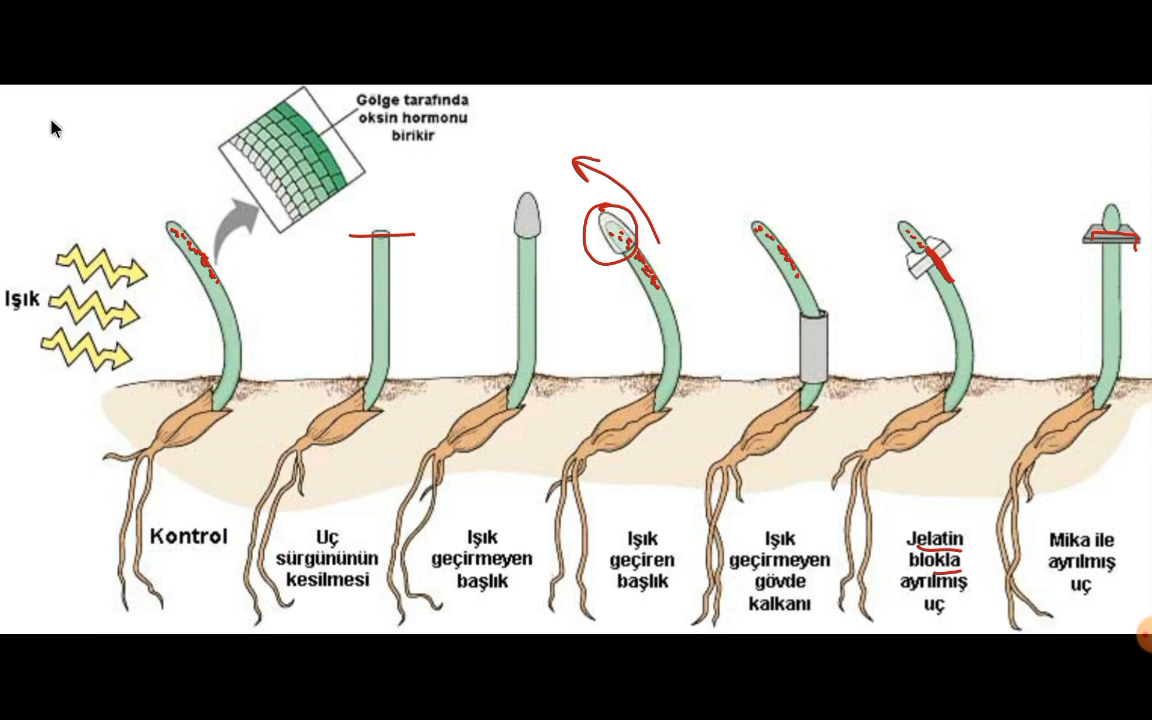 Gölge tarafında
oksin hormonu
birikir
Işık
Kontrol
Uç
sürgününün
kesilmesi
Işık
geçirmeyen
başlık
Işık
geçiren
başlık
Işık
geçirmeyen
gövde
kalkanı
Jelatin
blokla
ayrılmış
uç
Mika ile
ayrılmış
uç